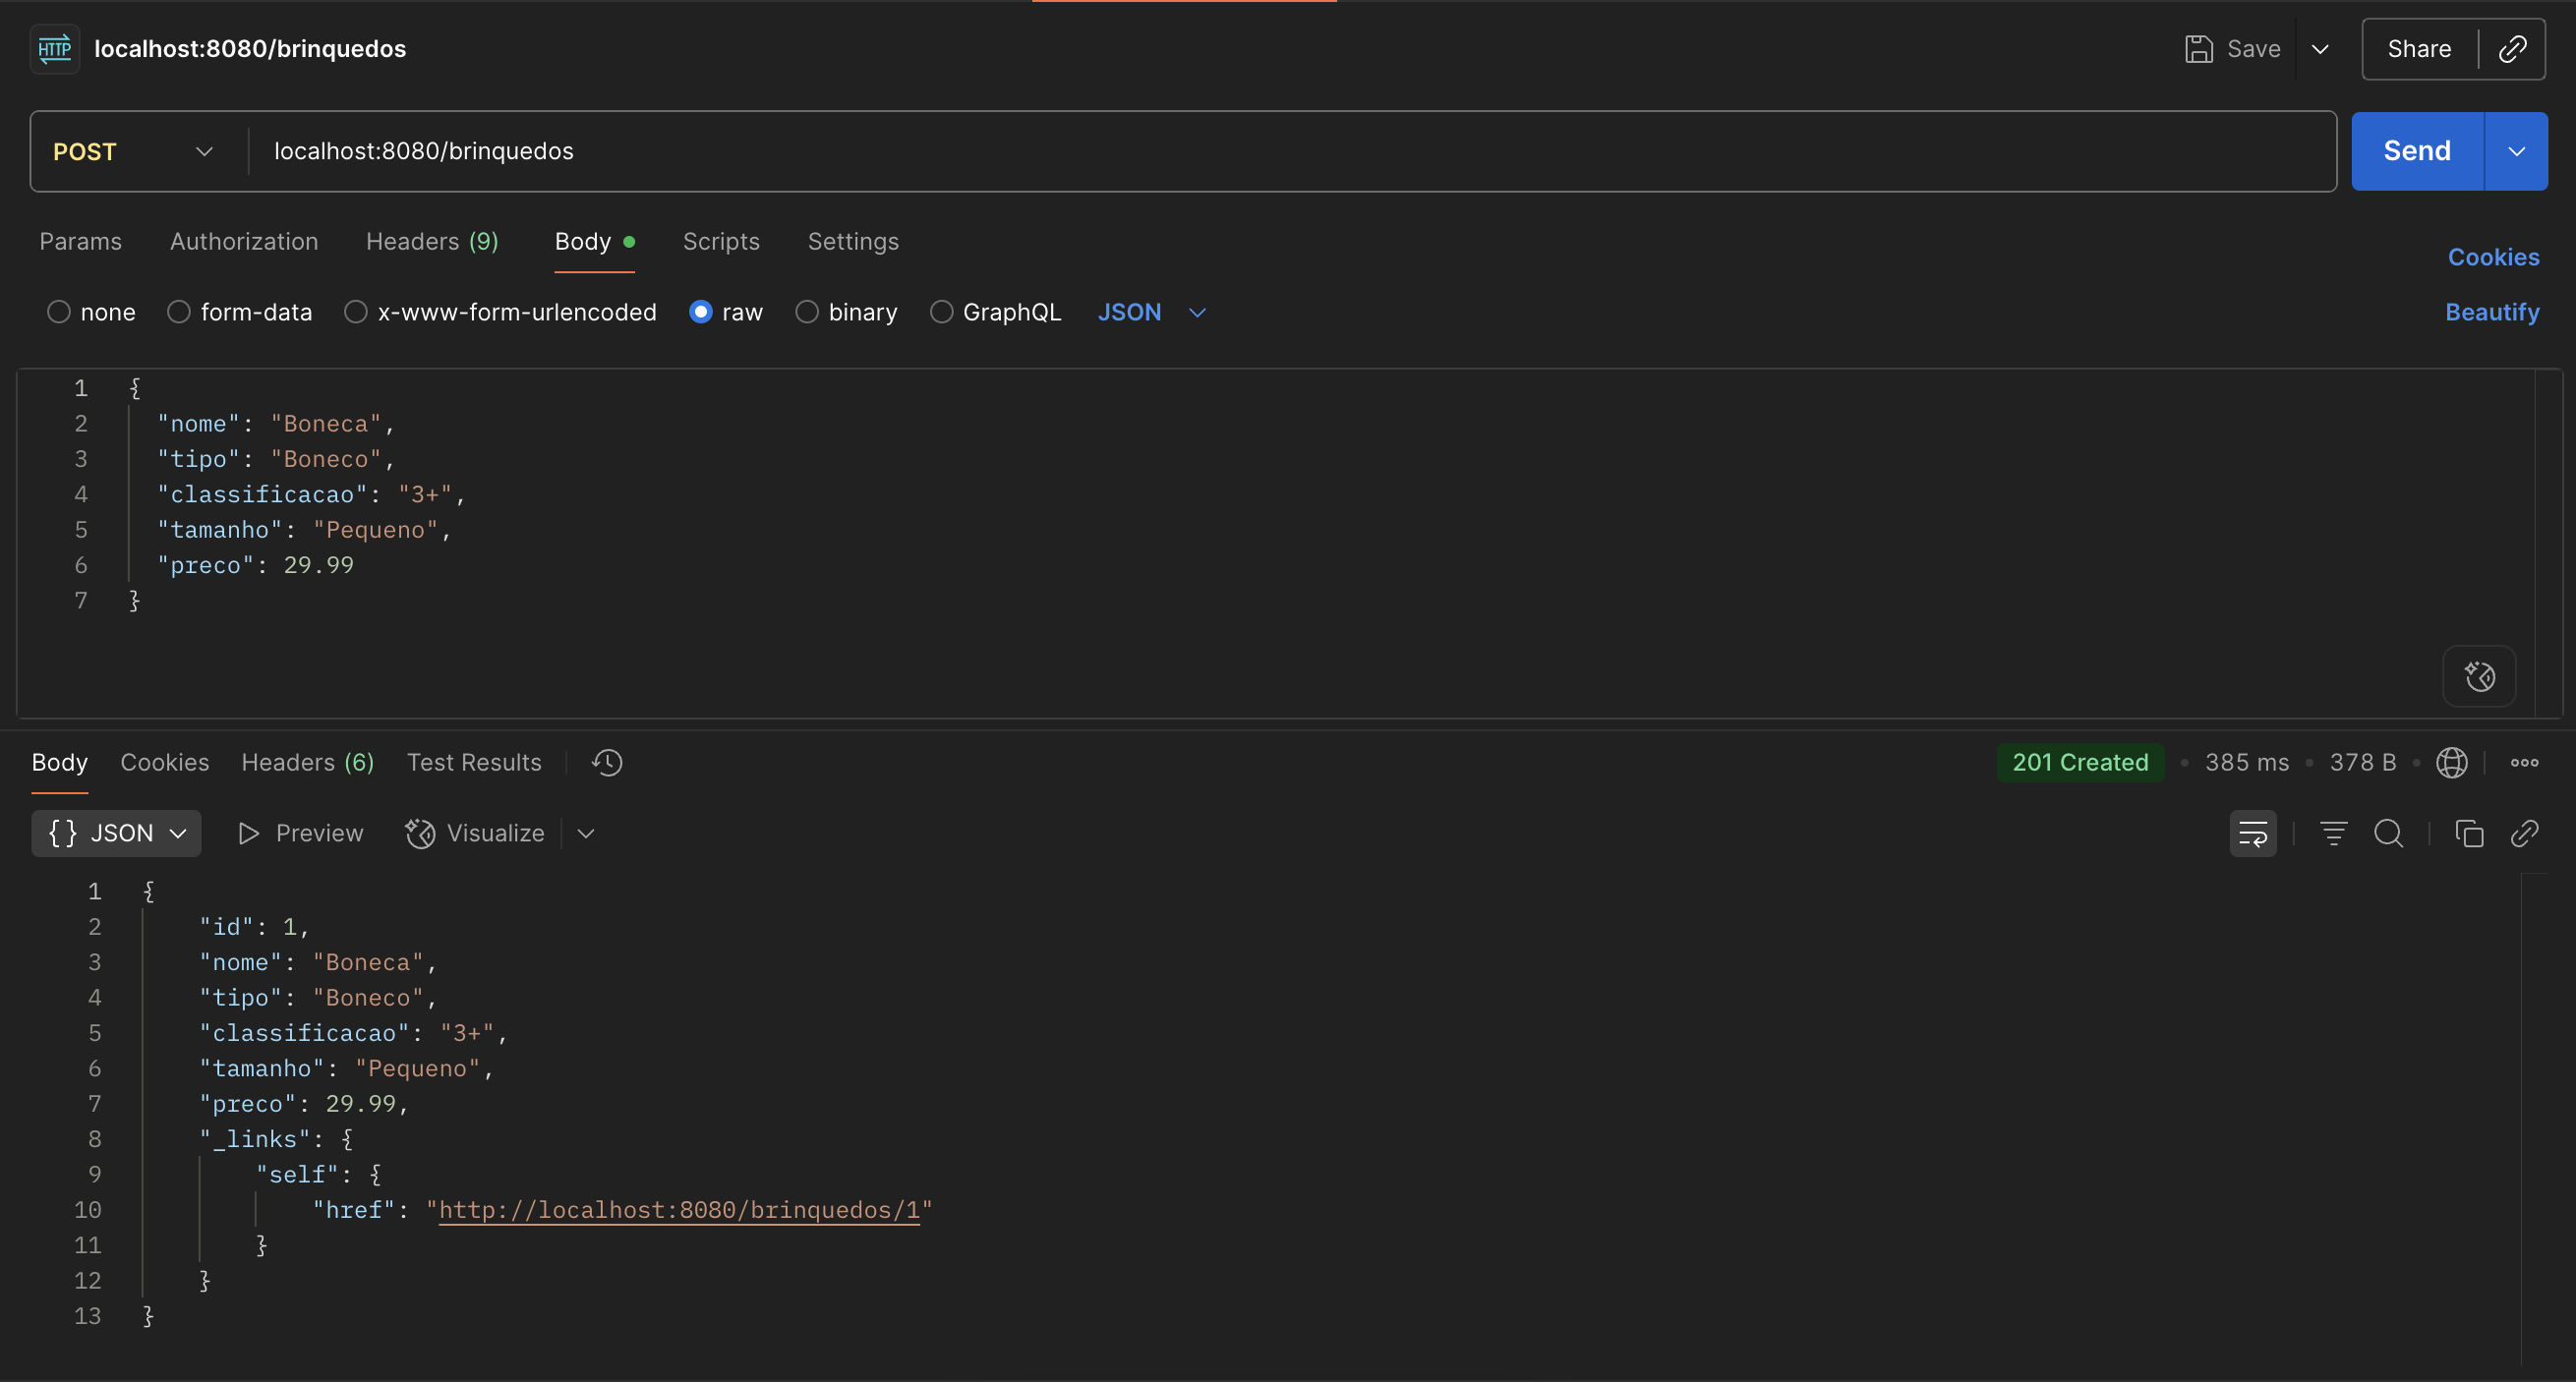 HTTP localhost:8080/brinquedos Save Share
POST localhost:8080/brinquedos Send
Params Authorization Headers (9) Body Scripts Settings Cookies
none form-data x-www-form-urlencoded raw binary GraphQL JSON Beautify
1 {
2 "nome": "Boneca",
3 "tipo": "Boneco",
4 "classificacao": "3+",
5 "tamanho": "Pequeno",
6 "preco": 29.99
7 }
Body Cookies Headers (6) Test Results 201 Created • 385 ms • 378 B •
{} JSON Preview Visualize
1 {
2 "id": 1,
3 "nome": "Boneca",
4 "tipo": "Boneco",
5 "classificacao": "3+",
6 "tamanho": "Pequeno",
7 "preco": 29.99,
8 "_links": {
9 "self": {
10 "href": "http://localhost:8080/brinquedos/1"
11 }
12 }
13 }